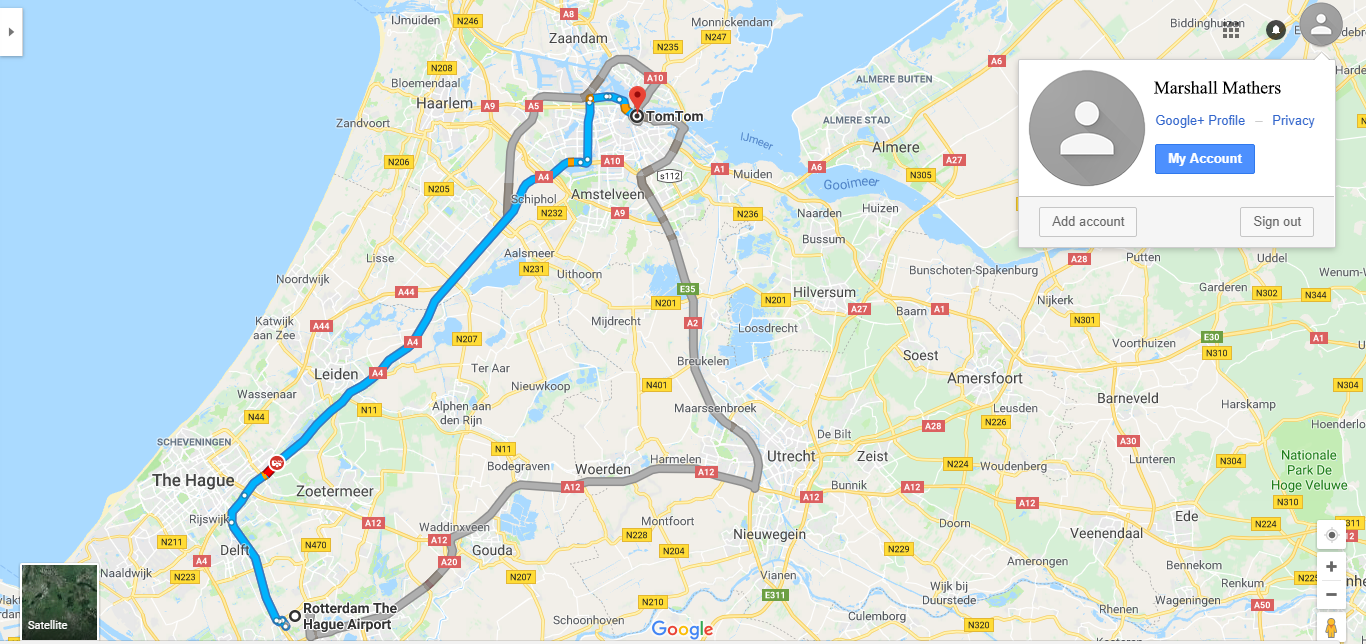 IJmuiden
N246
A8
Monnickendam
Biddinghuizen
Zaandam
N247
N235
A6
Harde
N208
A10
ALMERE BUITEN
Bloemendaal
Haarlem
A9
A5
TomTom
Zandvoort
ALMERE STAD
IJmeer
Almere
N206
A10
A27
A4
A1
Muiden
A6
N305
s112
Gooimeer
N205
Schiphol
Amstelveen
Huizen
N232
A9
N236
Naarden
Lisse
Aalsmeer
Bussum
Marshall Mathers
Google+ Profile – Privacy
My Account
Add account
Sign out
N231
Uithoorn
A28
Putten
Uddel
Bunschoten-Spakenburg
Wenum-W
Noordwijk
A44
E35
Hilversum
Garderen
N302
N344
N201
N201
Nijkerk
A27
Baarn
A1
Katwijk
aan Zee
A44
Mijdrecht
A2
Loosdrecht
N301
A4
N207
Voorthuizen
E30
A1
N310
Soest
Breukelen
Leiden
A4
Ter Aar
Nieuwkoop
N401
Amersfoort
N304
Wassenaar
Barneveld
Harskamp
N44
N11
Alphen aan
den Rijn
Maarssenbroek
Leusden
N226
A28
Hoenderlo
SCHEVENINGEN
De Bilt
A30
N11
Utrecht
Zeist
Lunteren
N304
Nationale
Park De
Hoge Veluwe
Harmelen
Bodegraven
Woerden
A12
N224
Woudenberg
The Hague
Zoetermeer
A12
Bunnik
A12
A12
A12
N310
Rijswijk
A12
Waddinxveen
Montfoort
Doorn
Ede
N224
311
N211
N470
A12
N228
Nieuwegein
Veenendaal
12
Delft
Gouda
N204
N229
A4
A20
Amerongen
Bennekom
Naaldwijk
N223
N207
Vianen
Wijk bij
Duurstede
Renkum
N225
N210
E311
Rotterdam The
Hague Airport
Culemborg
Rhenen
Wageningen
A50
N320
Satellite
Google